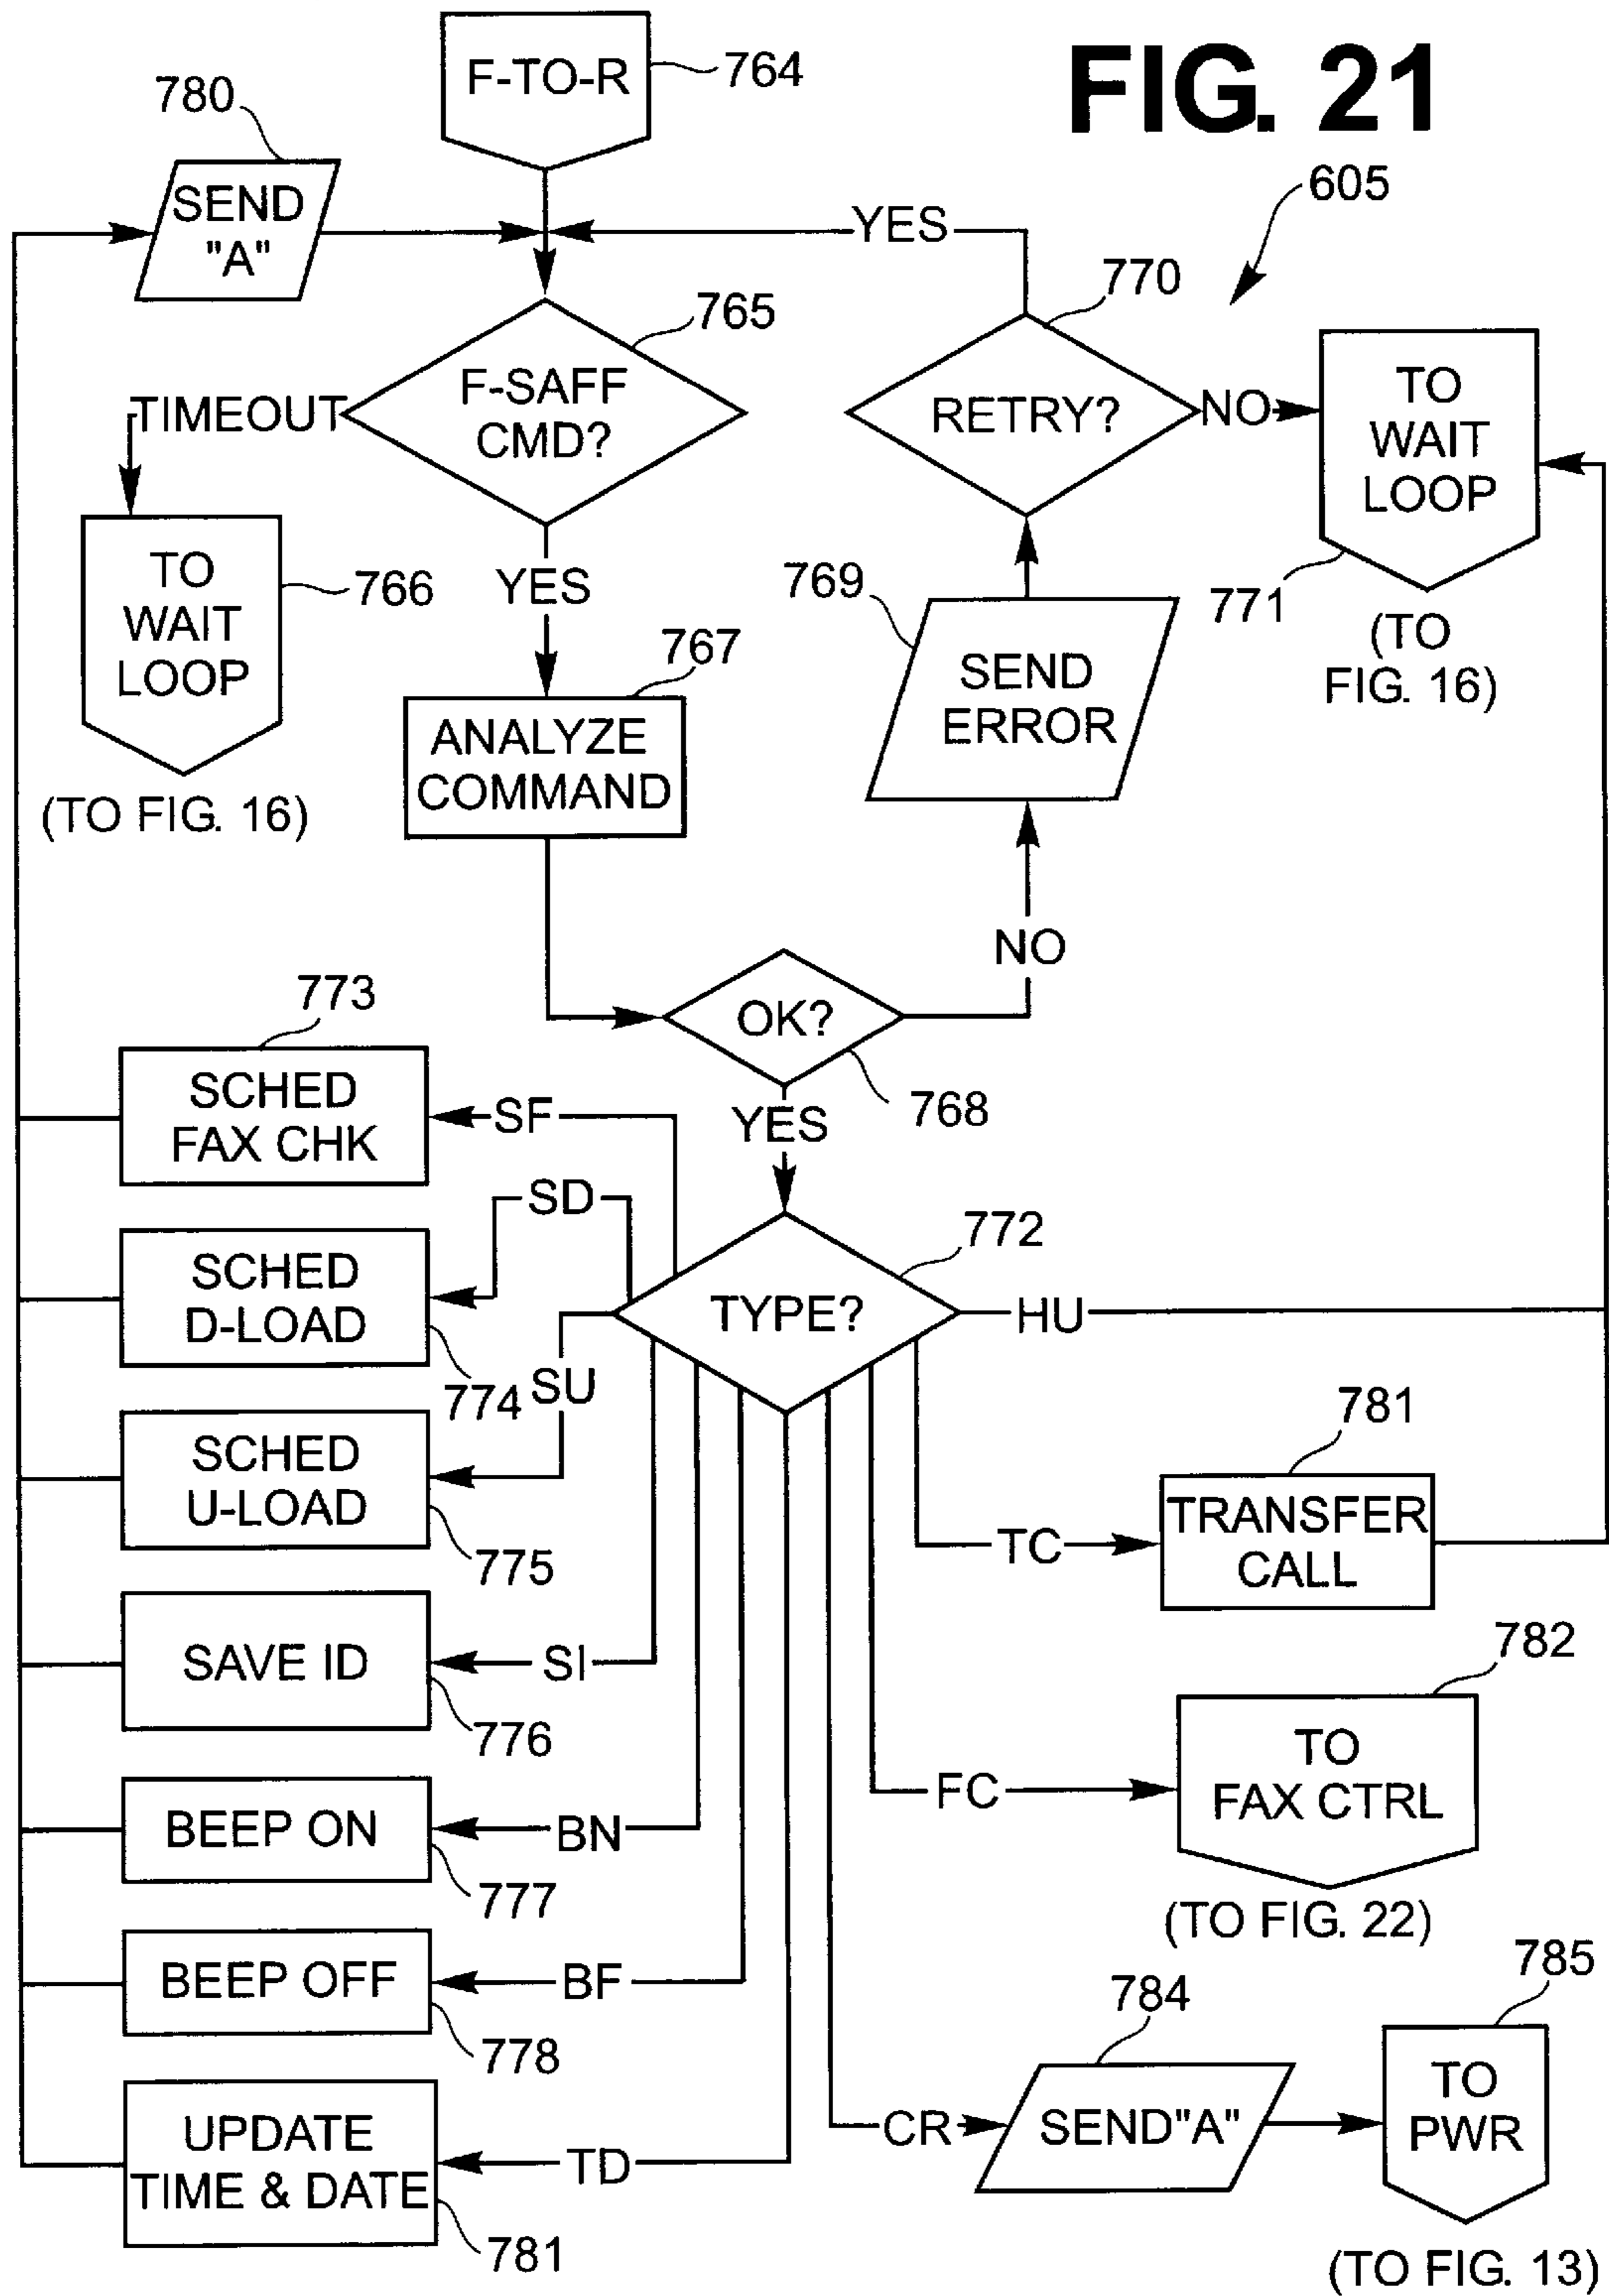 FIG. 21
F-TO-R
764
780
SEND
"A"
605
YES
770
765
F-SAFF
CMD?
TIMEOUT
RETRY?
NO
TO
WAIT
LOOP
771
(TO
FIG. 16)
TO
WAIT
LOOP
766
(TO FIG. 16)
YES
769
SEND
ERROR
767
ANALYZE
COMMAND
NO
OK?
768
YES
773
SCHED
FAX CHK
SF
SD
772
SCHED
D-LOAD
774
TYPE?
HU
SU
SCHED
U-LOAD
775
781
TRANSFER
CALL
TC
SAVE ID
776
SI
782
TO
FAX CTRL
FC
(TO FIG. 22)
BEEP ON
777
BN
BEEP OFF
778
BF
784
785
SEND"A"
CR
TO
PWR
(TO FIG. 13)
UPDATE
TIME & DATE
TD
781